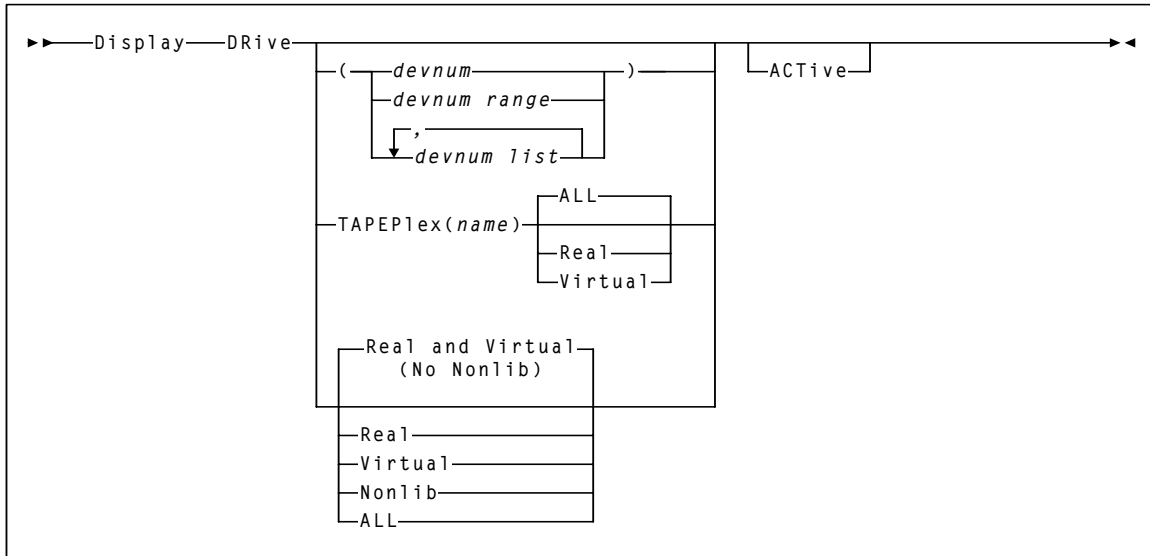 Display DRive
ACTive
( devnum )
devnum range
,
devnum list
ALL
TAPEPlex(name)
Real
Virtual
Real and Virtual
(No Nonlib)
Real
Virtual
Nonlib
ALL